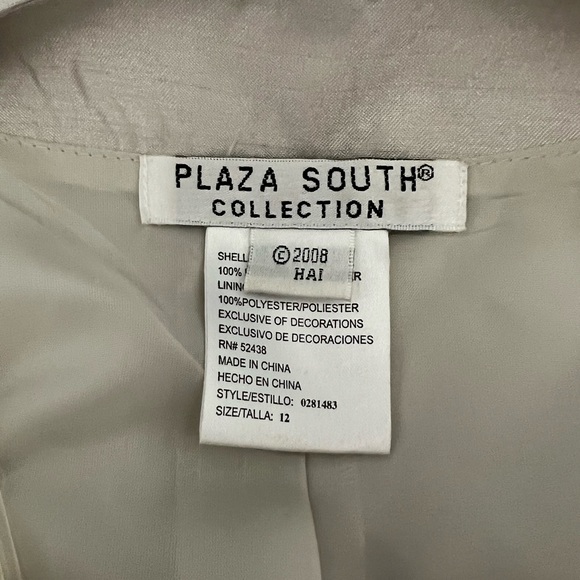 PLAZA SOUTH®
COLLECTION
© 2008
HAI
SHELL
100%
LINING
100%POLYESTER/POLIESTER
EXCLUSIVE OF DECORATIONS
EXCLUSIVO DE DECORACIONES
RN# 52438
MADE IN CHINA
HECHO EN CHINA
STYLE/ESTILLO: 0281483
SIZE/TALLA: 12